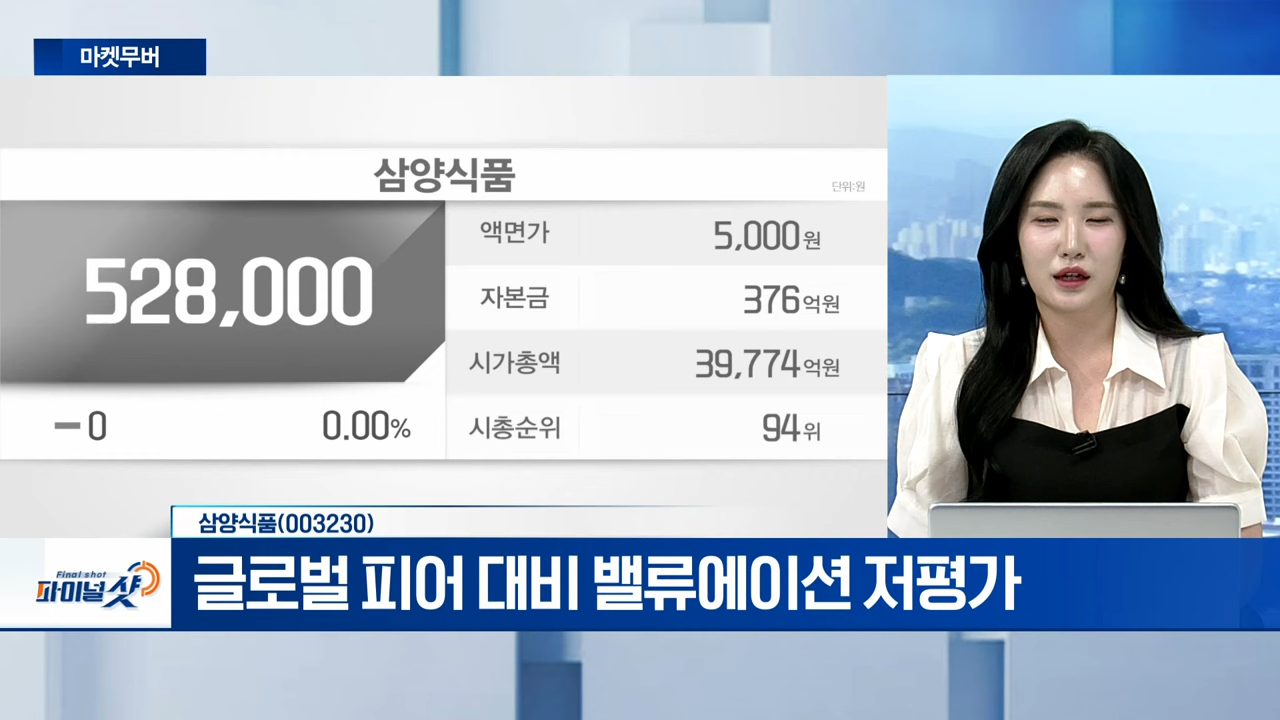 마켓무버
삼양식품
단위:원
528,000
0 0.00%
액면가 5,000원
자본금 376억원
시가총액 39,774억원
시총순위 94위
삼양식품(003230)
Final shot
파이널샷
글로벌 피어 대비 밸류에이션 저평가